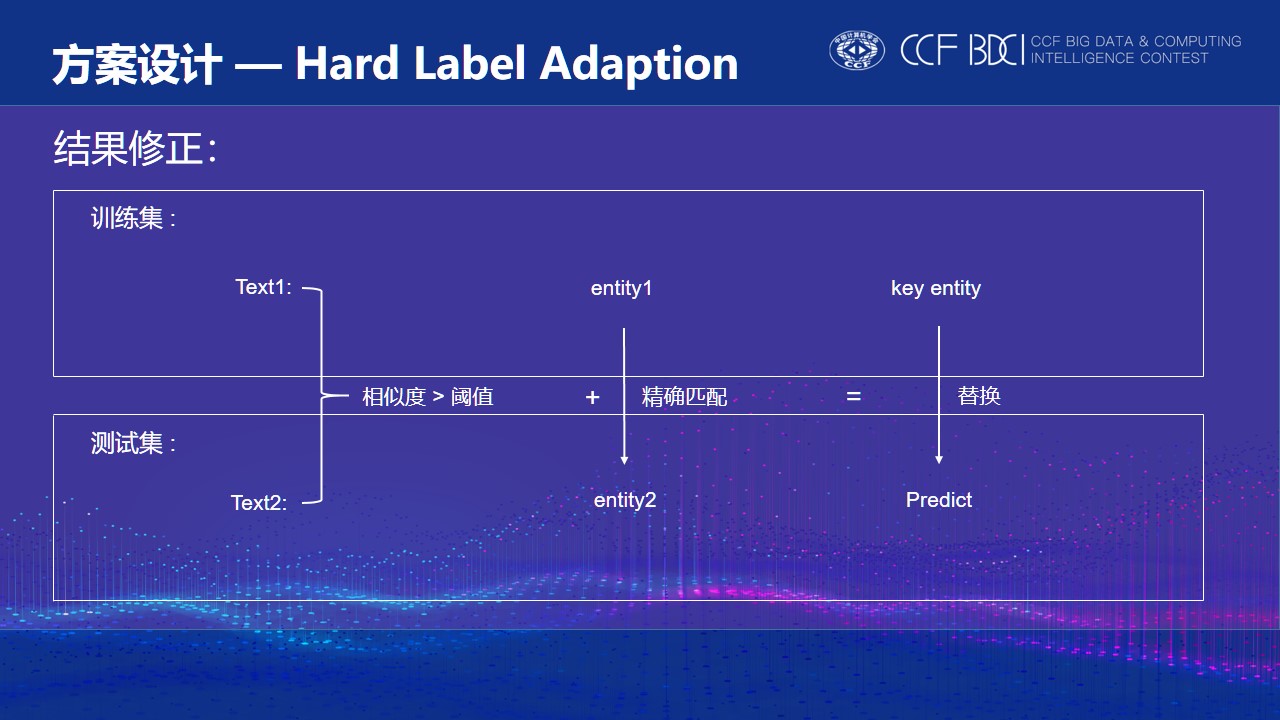 方案设计 — Hard Label Adaption
中国计算机学会
CCF
CCF BDCI
CCF BIG DATA & COMPUTING
INTELLIGENCE CONTEST
结果修正：
训练集：
Text1:
entity1
key entity
相似度 > 阈值
+
精确匹配
=
替换
测试集：
Text2:
entity2
Predict